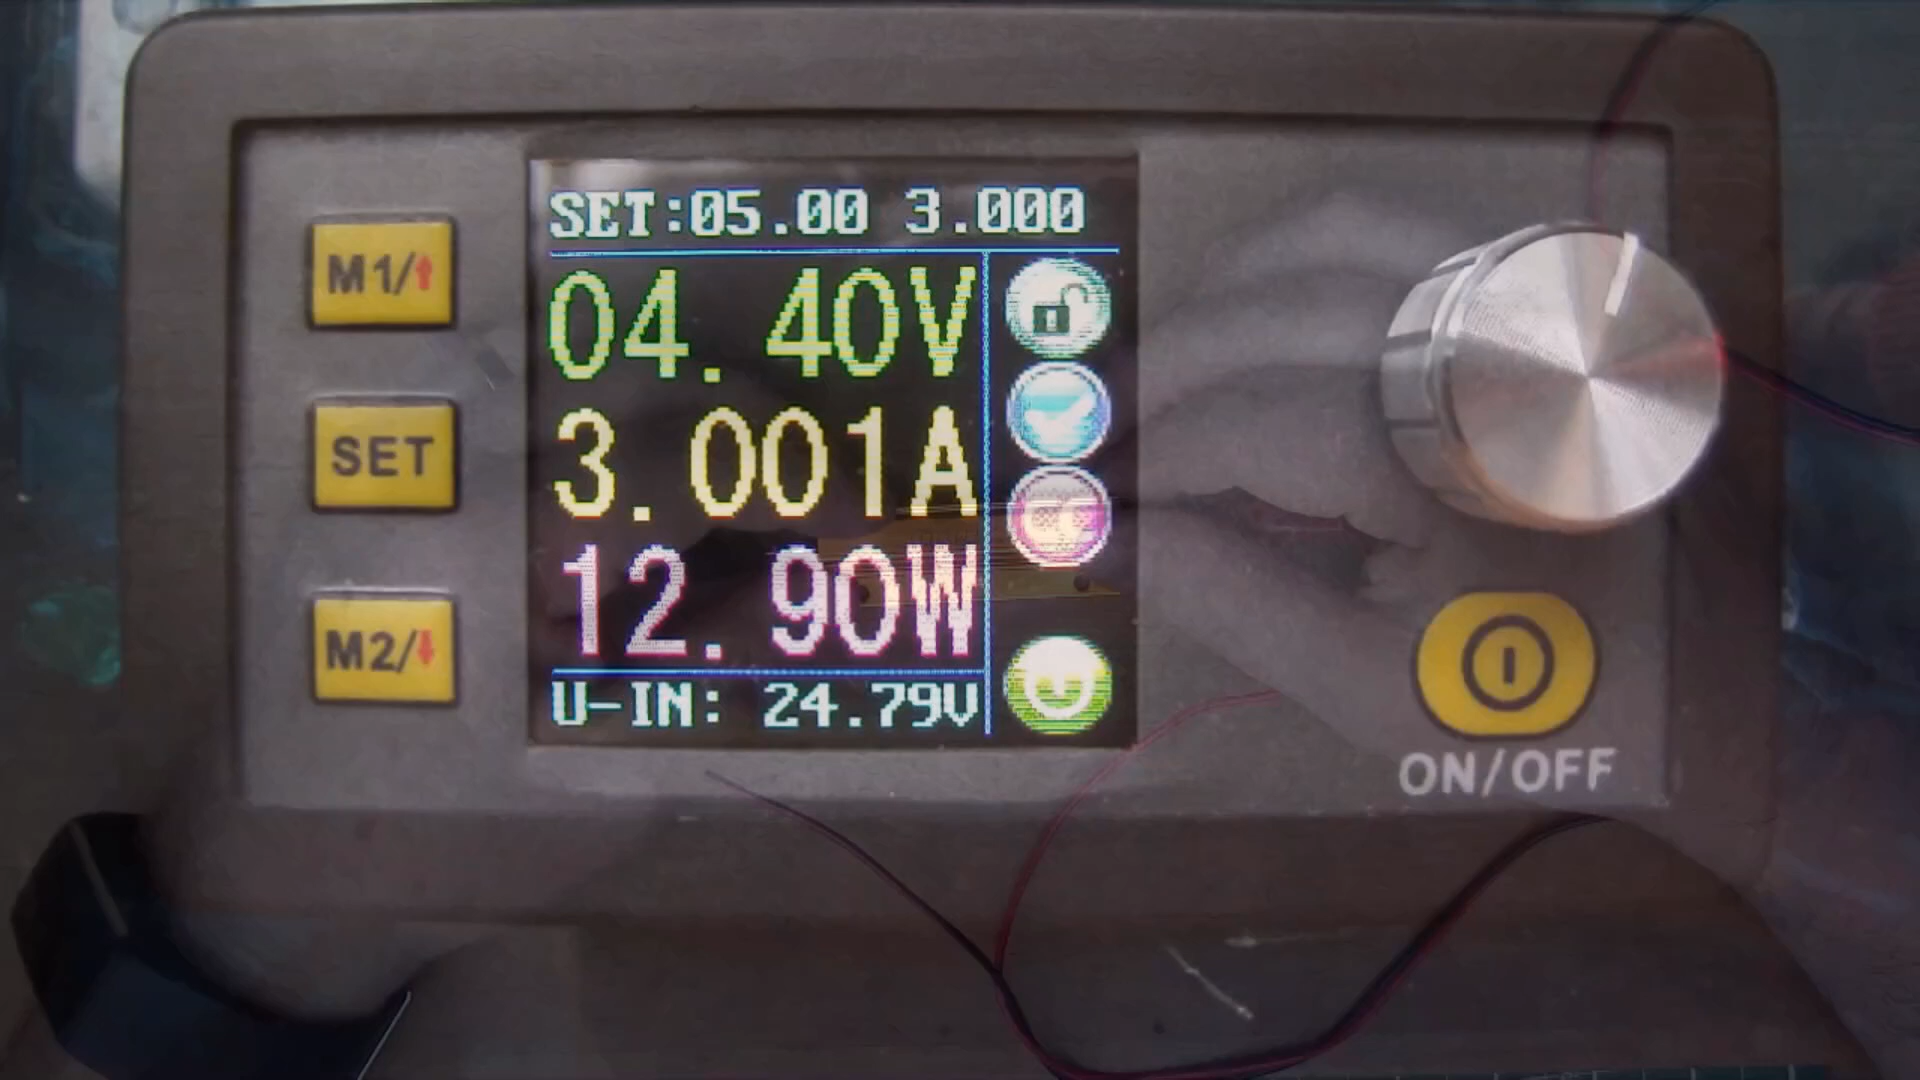 SET:05.00 3.000
04.40V
3.001A
CC
12.90W
U-IN: 24.79V
M1/⬆
SET
M2/⬇
ON/OFF